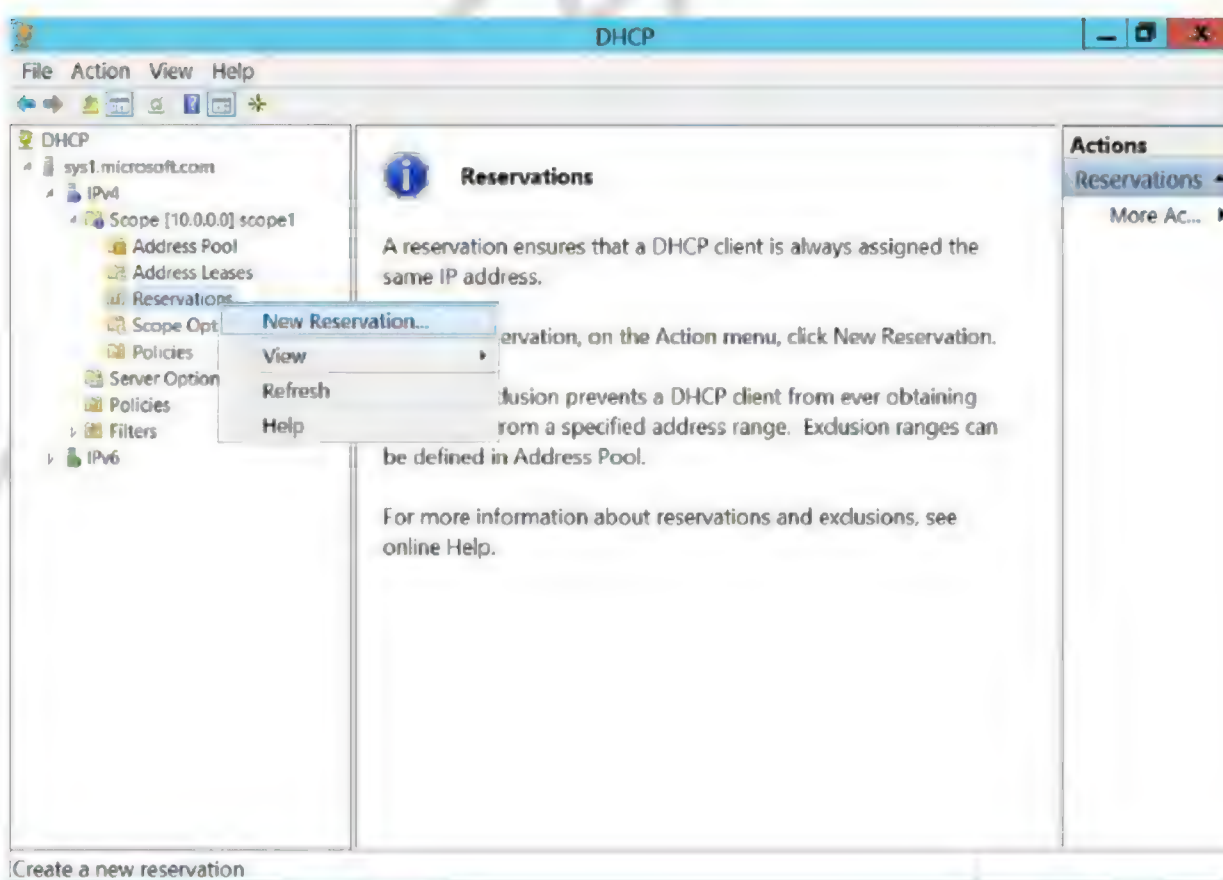 DHCP
File Action View Help
DHCP
sys1.microsoft.com
IPv4
Scope [10.0.0.0] scope1
Address Pool
Address Leases
Reservations
Scope Opt
Policies
Server Option
Policies
Filters
IPv6
New Reservation...
View
Refresh
Help
Reservations
A reservation ensures that a DHCP client is always assigned the
same IP address.
ervation, on the Action menu, click New Reservation.
lusion prevents a DHCP client from ever obtaining
rom a specified address range. Exclusion ranges can
be defined in Address Pool.
For more information about reservations and exclusions, see
online Help.
Actions
Reservations
More Ac...
Create a new reservation